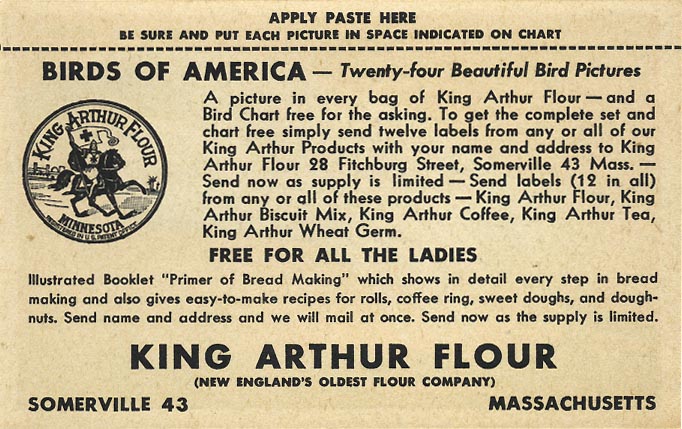 APPLY PASTE HERE
BE SURE AND PUT EACH PICTURE IN SPACE INDICATED ON CHART
BIRDS OF AMERICA — Twenty-four Beautiful Bird Pictures
A picture in every bag of King Arthur Flour — and a
Bird Chart free for the asking. To get the complete set and
chart free simply send twelve labels from any or all of our
King Arthur Products with your name and address to King
Arthur Flour 28 Fitchburg Street, Somerville 43 Mass. —
Send now as supply is limited — Send labels (12 in all)
from any or all of these products — King Arthur Flour, King
Arthur Biscuit Mix, King Arthur Coffee, King Arthur Tea,
King Arthur Wheat Germ.
KING ARTHUR FLOUR
MINNESOTA
REGISTERED IN U.S. PATENT OFFICE
FREE FOR ALL THE LADIES
Illustrated Booklet "Primer of Bread Making" which shows in detail every step in bread
making and also gives easy-to-make recipes for rolls, coffee ring, sweet doughs, and dough-
nuts. Send name and address and we will mail at once. Send now as the supply is limited.
KING ARTHUR FLOUR
(NEW ENGLAND'S OLDEST FLOUR COMPANY)
SOMERVILLE 43 MASSACHUSETTS